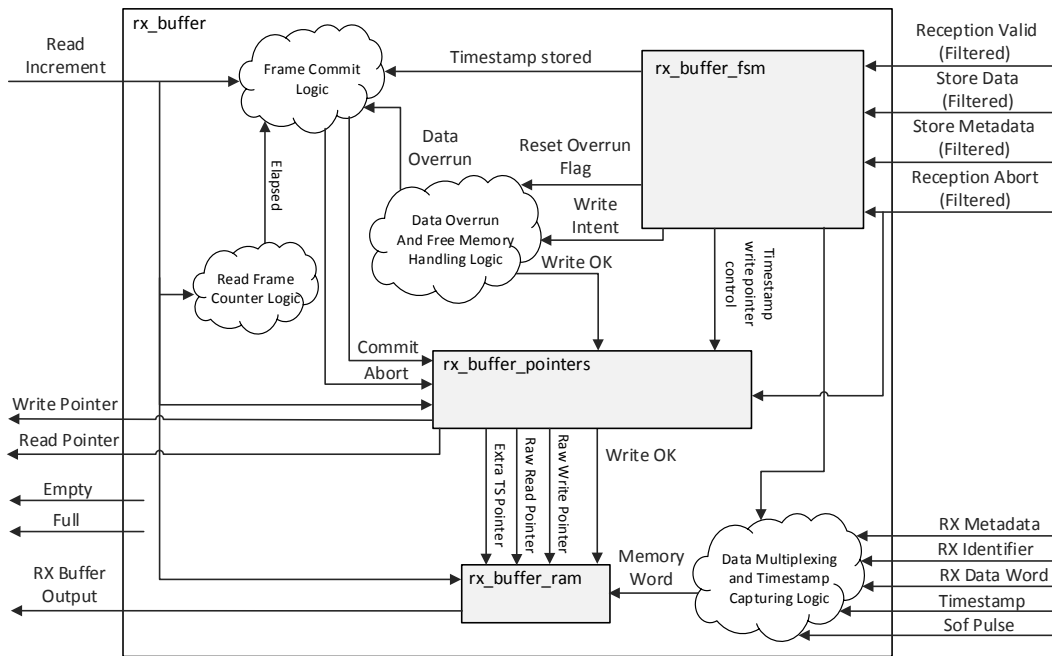 rx_buffer
Read
Increment
Frame Commit
Logic
Timestamp stored
rx_buffer_fsm
Reception Valid
(Filtered)
Store Data
(Filtered)
Store Metadata
(Filtered)
Reception Abort
(Filtered)
Data
Overrun
Reset Overrun
Flag
Elapsed
Write
Intent
Data Overrun
And Free Memory
Handling Logic
Write OK
Timestamp
write pointer
control
Read Frame
Counter Logic
Commit
Abort
rx_buffer_pointers
Write Pointer
Read Pointer
Extra TS Pointer
Raw Read Pointer
Raw Write Pointer
Write OK
Empty
Full
RX Buffer
Output
rx_buffer_ram
Memory
Word
Data Multiplexing
and Timestamp
Capturing Logic
RX Metadata
RX Identifier
RX Data Word
Timestamp
Sof Pulse